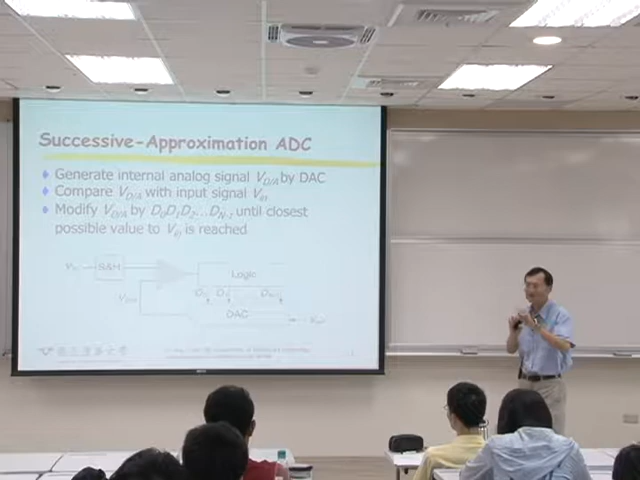 Successive-Approximation ADC
Generate internal analog signal V_D/A by DAC
Compare V_D/A with input signal V_in
Modify V_D/A by D_0D_1D_2...D_N-1 until closest
possible value to V_in is reached
S&H
Logic
DAC